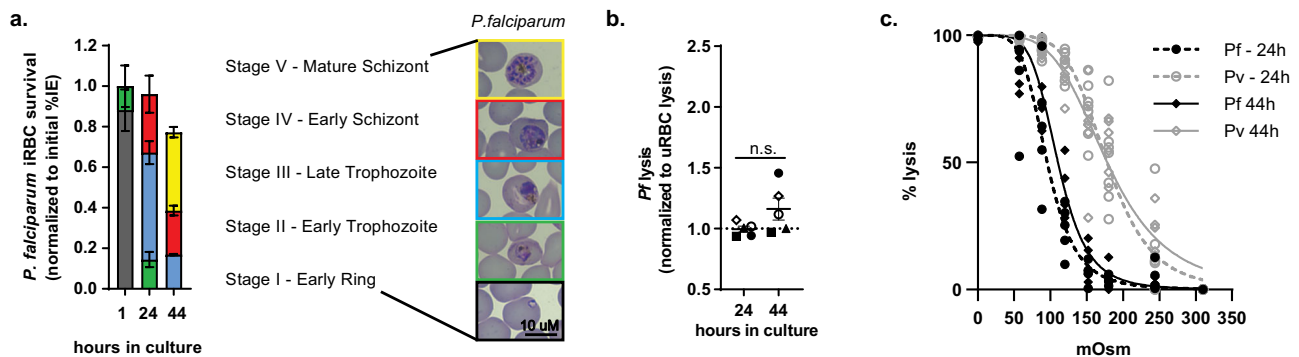 a.
P. falciparum iRBC survival
(normalized to initial %IE)
1.2
1.0
0.8
0.6
0.4
0.2
0.0
1 24 44
hours in culture
P.falciparum
Stage V - Mature Schizont
Stage IV - Early Schizont
Stage III - Late Trophozoite
Stage II - Early Trophozoite
Stage I - Early Ring
10 uM
b.
Pf lysis
(normalized to uRBC lysis)
2.5
2.0
1.5
1.0
0.5
n.s.
24 44
hours in culture
c.
% lysis
100
50
0
0 50 100 150 200 250 300 350
mOsm
Pf - 24h
Pv - 24h
Pf 44h
Pv 44h